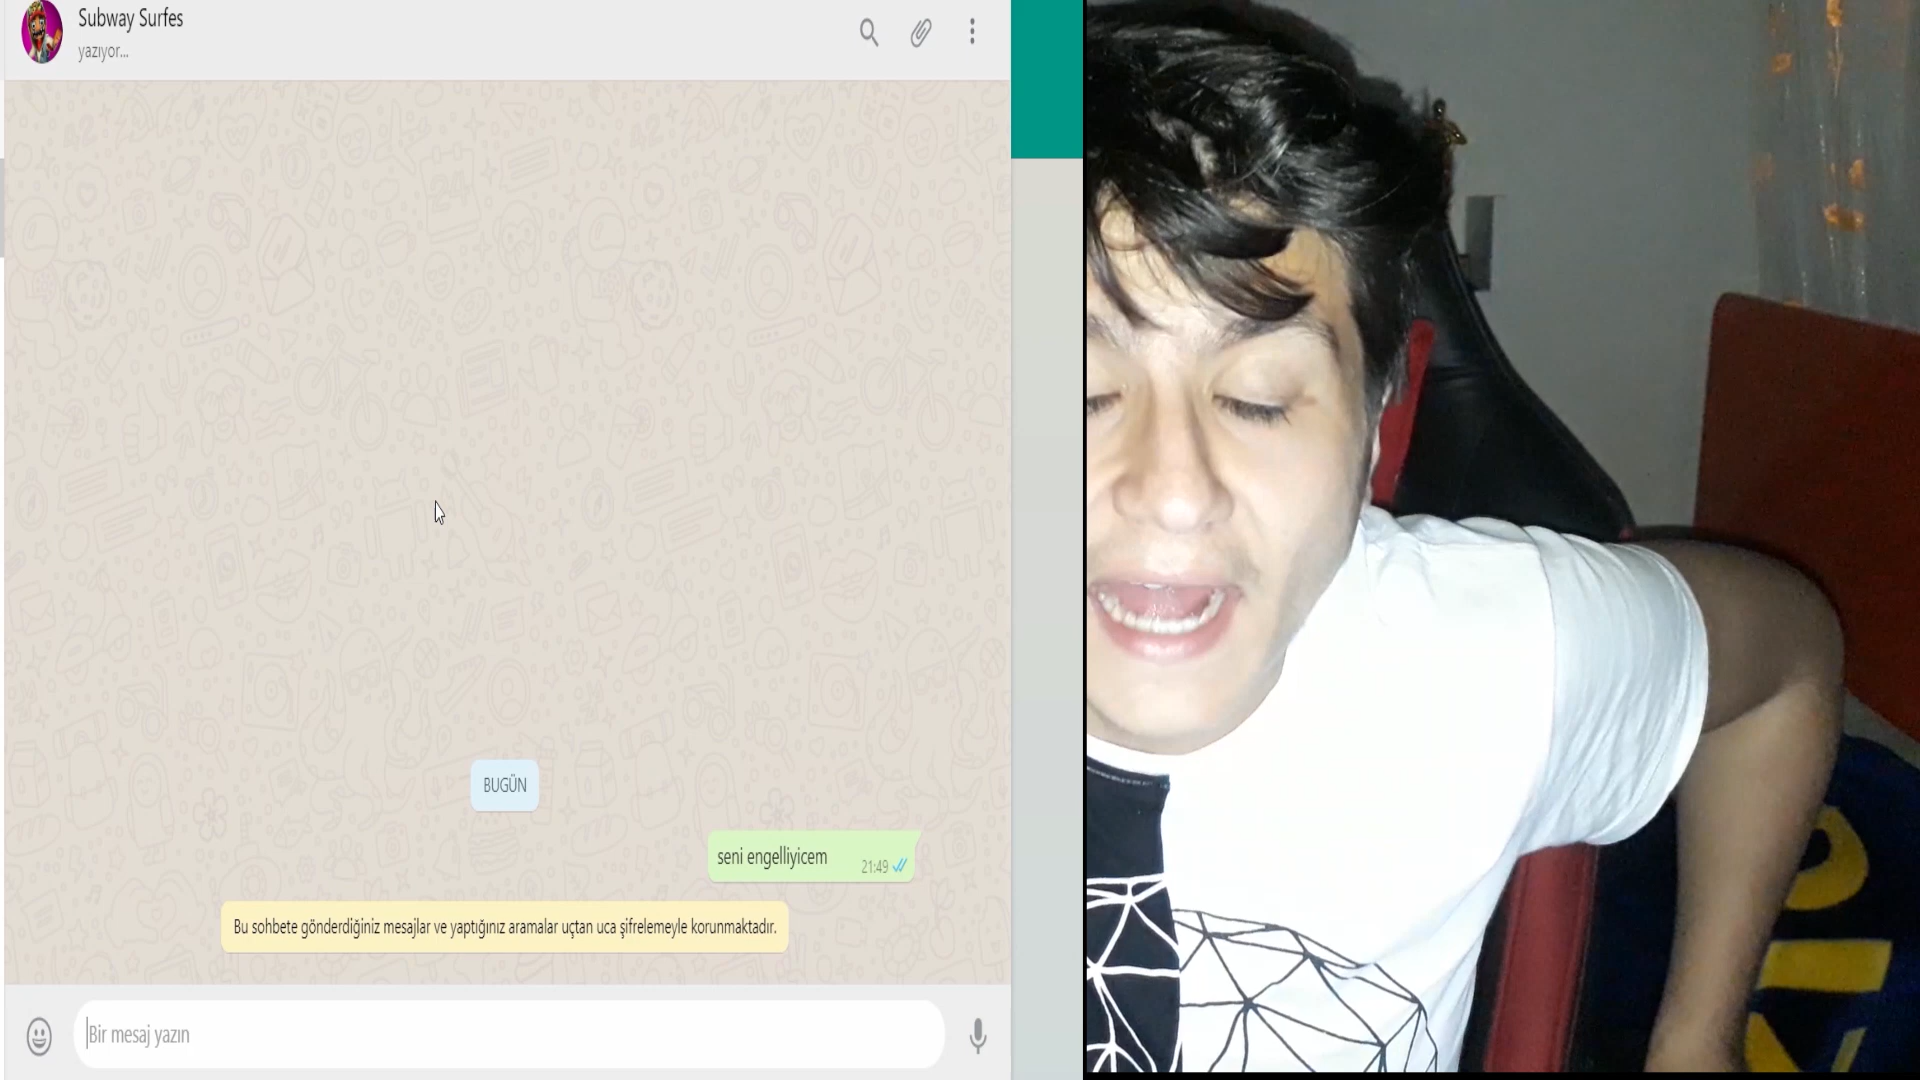 Subway Surfes
yazıyor...
BUGÜN
seni engelliyicem
21:49
Bu sohbete gönderdiğiniz mesajlar ve yaptığınız aramalar uçtan uca şifrelemeyle korunmaktadır.
Bir mesaj yazın